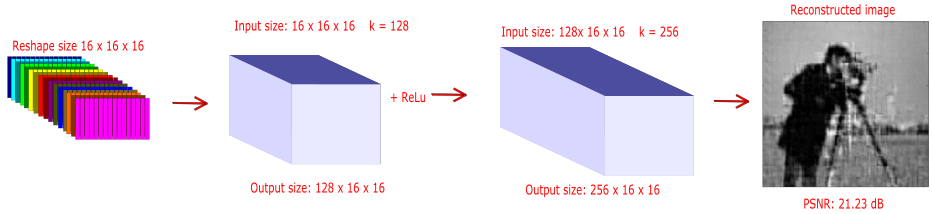 Reshape size 16 x 16 x 16
Input size: 16 x 16 x 16 k = 128
Output size: 128 x 16 x 16
+ ReLu
Input size: 128x 16 x 16 k = 256
Output size: 256 x 16 x 16
Reconstructed image
PSNR: 21.23 dB